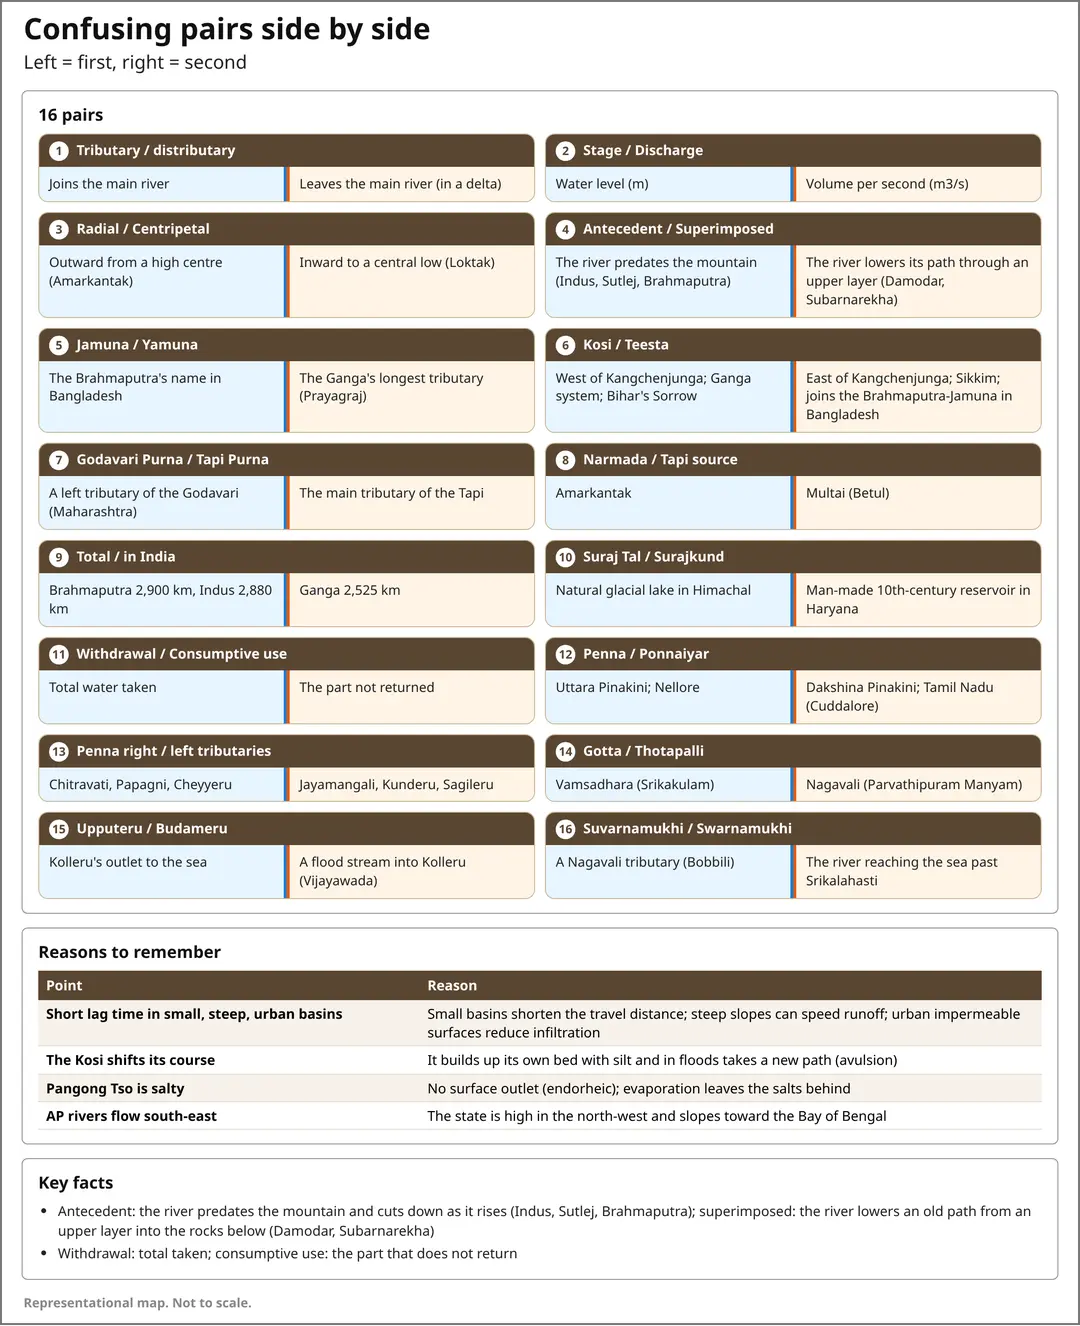 Confusing pairs side by side
Left = first, right = second
16 pairs
1 Tributary / distributary
Joins the main river
Leaves the main river (in a delta)
2 Stage / Discharge
Water level (m)
Volume per second (m3/s)
3 Radial / Centripetal
Outward from a high centre
(Amarkantak)
Inward to a central low (Loktak)
4 Antecedent / Superimposed
The river predates the mountain
(Indus, Sutlej, Brahmaputra)
The river lowers its path through an
upper layer (Damodar,
Subarnarekha)
5 Jamuna / Yamuna
The Brahmaputra's name in
Bangladesh
The Ganga's longest tributary
(Prayagraj)
6 Kosi / Teesta
West of Kangchenjunga; Ganga
system; Bihar's Sorrow
East of Kangchenjunga; Sikkim;
joins the Brahmaputra-Jamuna in
Bangladesh
7 Godavari Purna / Tapi Purna
A left tributary of the Godavari
(Maharashtra)
The main tributary of the Tapi
8 Narmada / Tapi source
Amarkantak
Multai (Betul)
9 Total / in India
Brahmaputra 2,900 km, Indus 2,880
km
Ganga 2,525 km
10 Suraj Tal / Surajkund
Natural glacial lake in Himachal
Man-made 10th-century reservoir in
Haryana
11 Withdrawal / Consumptive use
Total water taken
The part not returned
12 Penna / Ponnaiyar
Uttara Pinakini; Nellore
Dakshina Pinakini; Tamil Nadu
(Cuddalore)
13 Penna right / left tributaries
Chitravati, Papagni, Cheyyeru
Jayamangali, Kunderu, Sagileru
14 Gotta / Thotapalli
Vamsadhara (Srikakulam)
Nagavali (Parvathipuram Manyam)
15 Upputeru / Budameru
Kolleru's outlet to the sea
A flood stream into Kolleru
(Vijayawada)
16 Suvarnamukhi / Swarnamukhi
A Nagavali tributary (Bobbili)
The river reaching the sea past
Srikalahasti
Reasons to remember
Point Reason
Short lag time in small, steep, urban basins
Small basins shorten the travel distance; steep slopes can speed runoff; urban impermeable
surfaces reduce infiltration
The Kosi shifts its course
It builds up its own bed with silt and in floods takes a new path (avulsion)
Pangong Tso is salty
No surface outlet (endorheic); evaporation leaves the salts behind
AP rivers flow south-east
The state is high in the north-west and slopes toward the Bay of Bengal
Key facts
• Antecedent: the river predates the mountain and cuts down as it rises (Indus, Sutlej, Brahmaputra); superimposed: the river lowers an old path from an
upper layer into the rocks below (Damodar, Subarnarekha)
• Withdrawal: total taken; consumptive use: the part that does not return
Representational map. Not to scale.